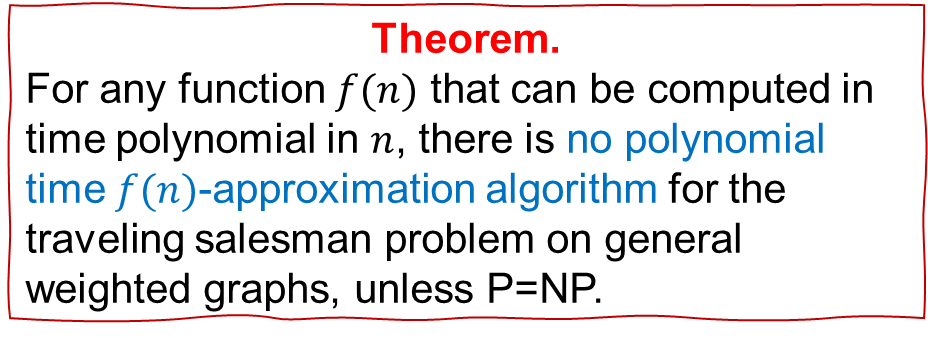 Theorem.
For any function f(n) that can be computed in
time polynomial in n, there is no polynomial
time f(n)-approximation algorithm for the
traveling salesman problem on general
weighted graphs, unless P=NP.